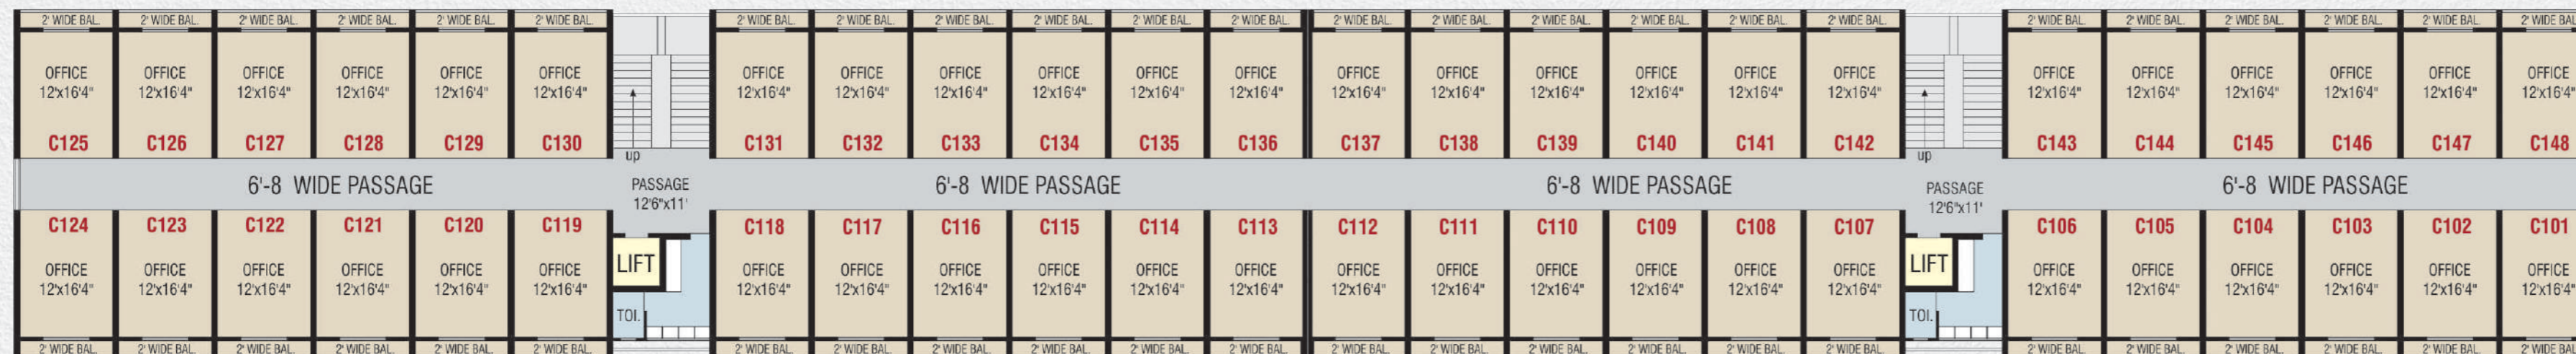 2' WIDE BAL. 2' WIDE BAL. 2' WIDE BAL. 2' WIDE BAL. 2' WIDE BAL. 2' WIDE BAL. 2' WIDE BAL. 2' WIDE BAL. 2' WIDE BAL. 2' WIDE BAL. 2' WIDE BAL. 2' WIDE BAL. 2' WIDE BAL. 2' WIDE BAL. 2' WIDE BAL. 2' WIDE BAL. 2' WIDE BAL. 2' WIDE BAL. 2' WIDE BAL. 2' WIDE BAL. 2' WIDE BAL. 2' WIDE BAL. 2' WIDE BAL. 2' WIDE BAL
OFFICE OFFICE OFFICE OFFICE OFFICE OFFICE OFFICE OFFICE OFFICE OFFICE OFFICE OFFICE OFFICE OFFICE OFFICE OFFICE OFFICE OFFICE OFFICE OFFICE OFFICE OFFICE OFFICE OFFICE
12'x16'4" 12'x16'4" 12'x16'4" 12'x16'4" 12'x16'4" 12'x16'4" 12'x16'4" 12'x16'4" 12'x16'4" 12'x16'4" 12'x16'4" 12'x16'4" 12'x16'4" 12'x16'4" 12'x16'4" 12'x16'4" 12'x16'4" 12'x16'4" 12'x16'4" 12'x16'4" 12'x16'4" 12'x16'4" 12'x16'4" 12'x16'4"
C125 C126 C127 C128 C129 C130 C131 C132 C133 C134 C135 C136 C137 C138 C139 C140 C141 C142 C143 C144 C145 C146 C147 C148
up up
6'-8 WIDE PASSAGE PASSAGE 6'-8 WIDE PASSAGE 6'-8 WIDE PASSAGE PASSAGE 6'-8 WIDE PASSAGE
12'6"x11' 12'6"x11'
C124 C123 C122 C121 C120 C119 C118 C117 C116 C115 C114 C113 C112 C111 C110 C109 C108 C107 C106 C105 C104 C103 C102 C101
OFFICE OFFICE OFFICE OFFICE OFFICE OFFICE LIFT OFFICE OFFICE OFFICE OFFICE OFFICE OFFICE OFFICE OFFICE OFFICE OFFICE OFFICE OFFICE LIFT OFFICE OFFICE OFFICE OFFICE OFFICE OFFICE
12'x16'4" 12'x16'4" 12'x16'4" 12'x16'4" 12'x16'4" 12'x16'4" 12'x16'4" 12'x16'4" 12'x16'4" 12'x16'4" 12'x16'4" 12'x16'4" 12'x16'4" 12'x16'4" 12'x16'4" 12'x16'4" 12'x16'4" 12'x16'4" 12'x16'4" 12'x16'4" 12'x16'4" 12'x16'4" 12'x16'4" 12'x16'4"
TOI. TOI.
2' WIDE BAL. 2' WIDE BAL. 2' WIDE BAL. 2' WIDE BAL. 2' WIDE BAL. 2' WIDE BAL. 2' WIDE BAL. 2' WIDE BAL. 2' WIDE BAL. 2' WIDE BAL. 2' WIDE BAL. 2' WIDE BAL. 2' WIDE BAL. 2' WIDE BAL. 2' WIDE BAL. 2' WIDE BAL. 2' WIDE BAL. 2' WIDE BAL. 2' WIDE BAL. 2' WIDE BAL. 2' WIDE BAL. 2' WIDE BAL. 2' WIDE BAL. 2' WIDE BAL